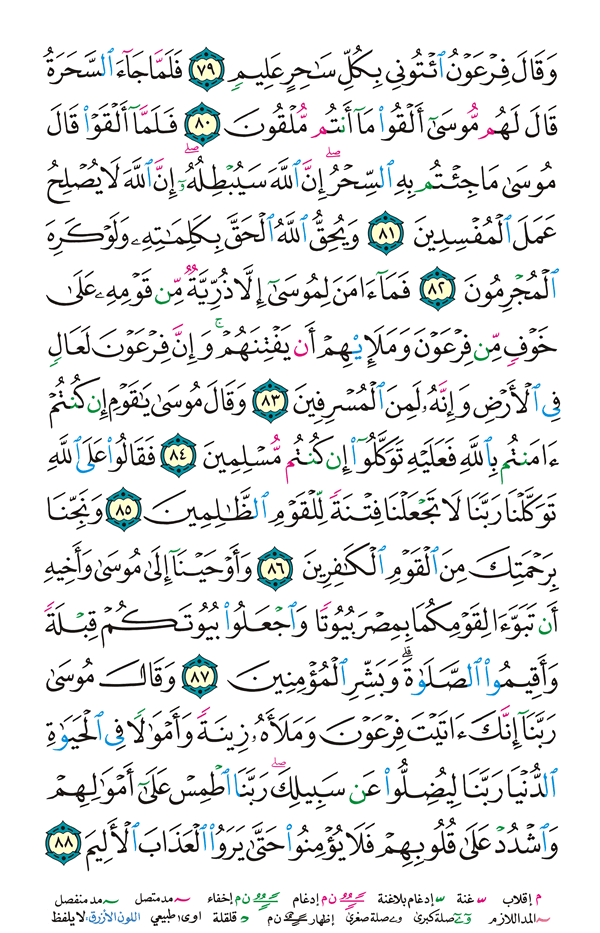 وَقَالَ فِرْعَوْنُ ٱئْتُونِي بِكُلِّ سَٰحِرٍ عَلِيمٖ ٧٩ فَلَمَّا جَآءَ ٱلسَّحَرَةُ
قَالَ لَهُم مُّوسَىٰٓ أَلْقُوا۟ مَآ أَنتُم مُّلْقُونَ ٨٠ فَلَمَّآ أَلْقَوْا۟ قَالَ
مُوسَىٰ مَا جِئْتُم بِهِ ٱلسِّحْرُۖ إِنَّ ٱللَّهَ سَيُبْطِلُهُۥٓۖ إِنَّ ٱللَّهَ لَا يُصْلِحُ
عَمَلَ ٱلْمُفْسِدِينَ ٨١ وَيُحِقُّ ٱللَّهُ ٱلْحَقَّ بِكَلِمَٰتِهِۦ وَلَوْ كَرِهَ
ٱلْمُجْرِمُونَ ٨٢ فَمَآ ءَامَنَ لِمُوسَىٰٓ إِلَّا ذُرِّيَّةٌ مِّن قَوْمِهِۦ عَلَىٰ
خَوْفٍ مِّن فِرْعَوْنَ وَمَلَإِي۟هِمْ أَن يَفْتِنَهُمْۚ وَإِنَّ فِرْعَوْنَ لَعَالٍ
فِي ٱلْأَرْضِ وَإِنَّهُۥ لَمِنَ ٱلْمُسْرِفِينَ ٨٣ وَقَالَ مُوسَىٰ يَٰقَوْمِ إِن كُنتُمْ
ءَامَنتُم بِٱللَّهِ فَعَلَيْهِ تَوَكَّلُوٓا۟ إِن كُنتُم مُّسْلِمِينَ ٨٤ فَقَالُوا۟ عَلَى ٱللَّهِ
تَوَكَّلْنَا رَبَّنَا لَا تَجْعَلْنَا فِتْنَةً لِّلْقَوْمِ ٱلظَّٰلِمِينَ ٨٥ وَنَجِّنَا
بِرَحْمَتِكَ مِنَ ٱلْقَوْمِ ٱلْكَٰفِرِينَ ٨٦ وَأَوْحَيْنَآ إِلَىٰ مُوسَىٰ وَأَخِيهِ
أَن تَبَوَّءَا لِقَوْمِكُمَا بِمِصْرَ بُيُوتًا وَٱجْعَلُوا۟ بُيُوتَكُمْ قِبْلَةً
وَأَقِيمُوا۟ ٱلصَّلَوٰةَۗ وَبَشِّرِ ٱلْمُؤْمِنِينَ ٨٧ وَقَالَ مُوسَىٰ
رَبَّنَآ إِنَّكَ ءَاتَيْتَ فِرْعَوْنَ وَمَلَأَهُۥ زِينَةً وَأَمْوَٰلًا فِي ٱلْحَيَوٰةِ
ٱلدُّنْيَا رَبَّنَا لِيُضِلُّوا۟ عَن سَبِيلِكَۖ رَبَّنَا ٱطْمِسْ عَلَىٰٓ أَمْوَٰلِهِمْ
وَٱشْدُدْ عَلَىٰ قُلُوبِهِمْ فَلَا يُؤْمِنُوا۟ حَتَّىٰ يَرَوُا۟ ٱلْعَذَابَ ٱلْأَلِيمَ ٨٨
م إقلاب غنة إدغام بلاغنة ن م إدغام ن م إخفاء مد متصل مد منفصل
المد اللازم صلة كبرى صلة صغرى إظهار ن م قلقلة اوي طبيعي اللون الأزرق: لا يلفظ